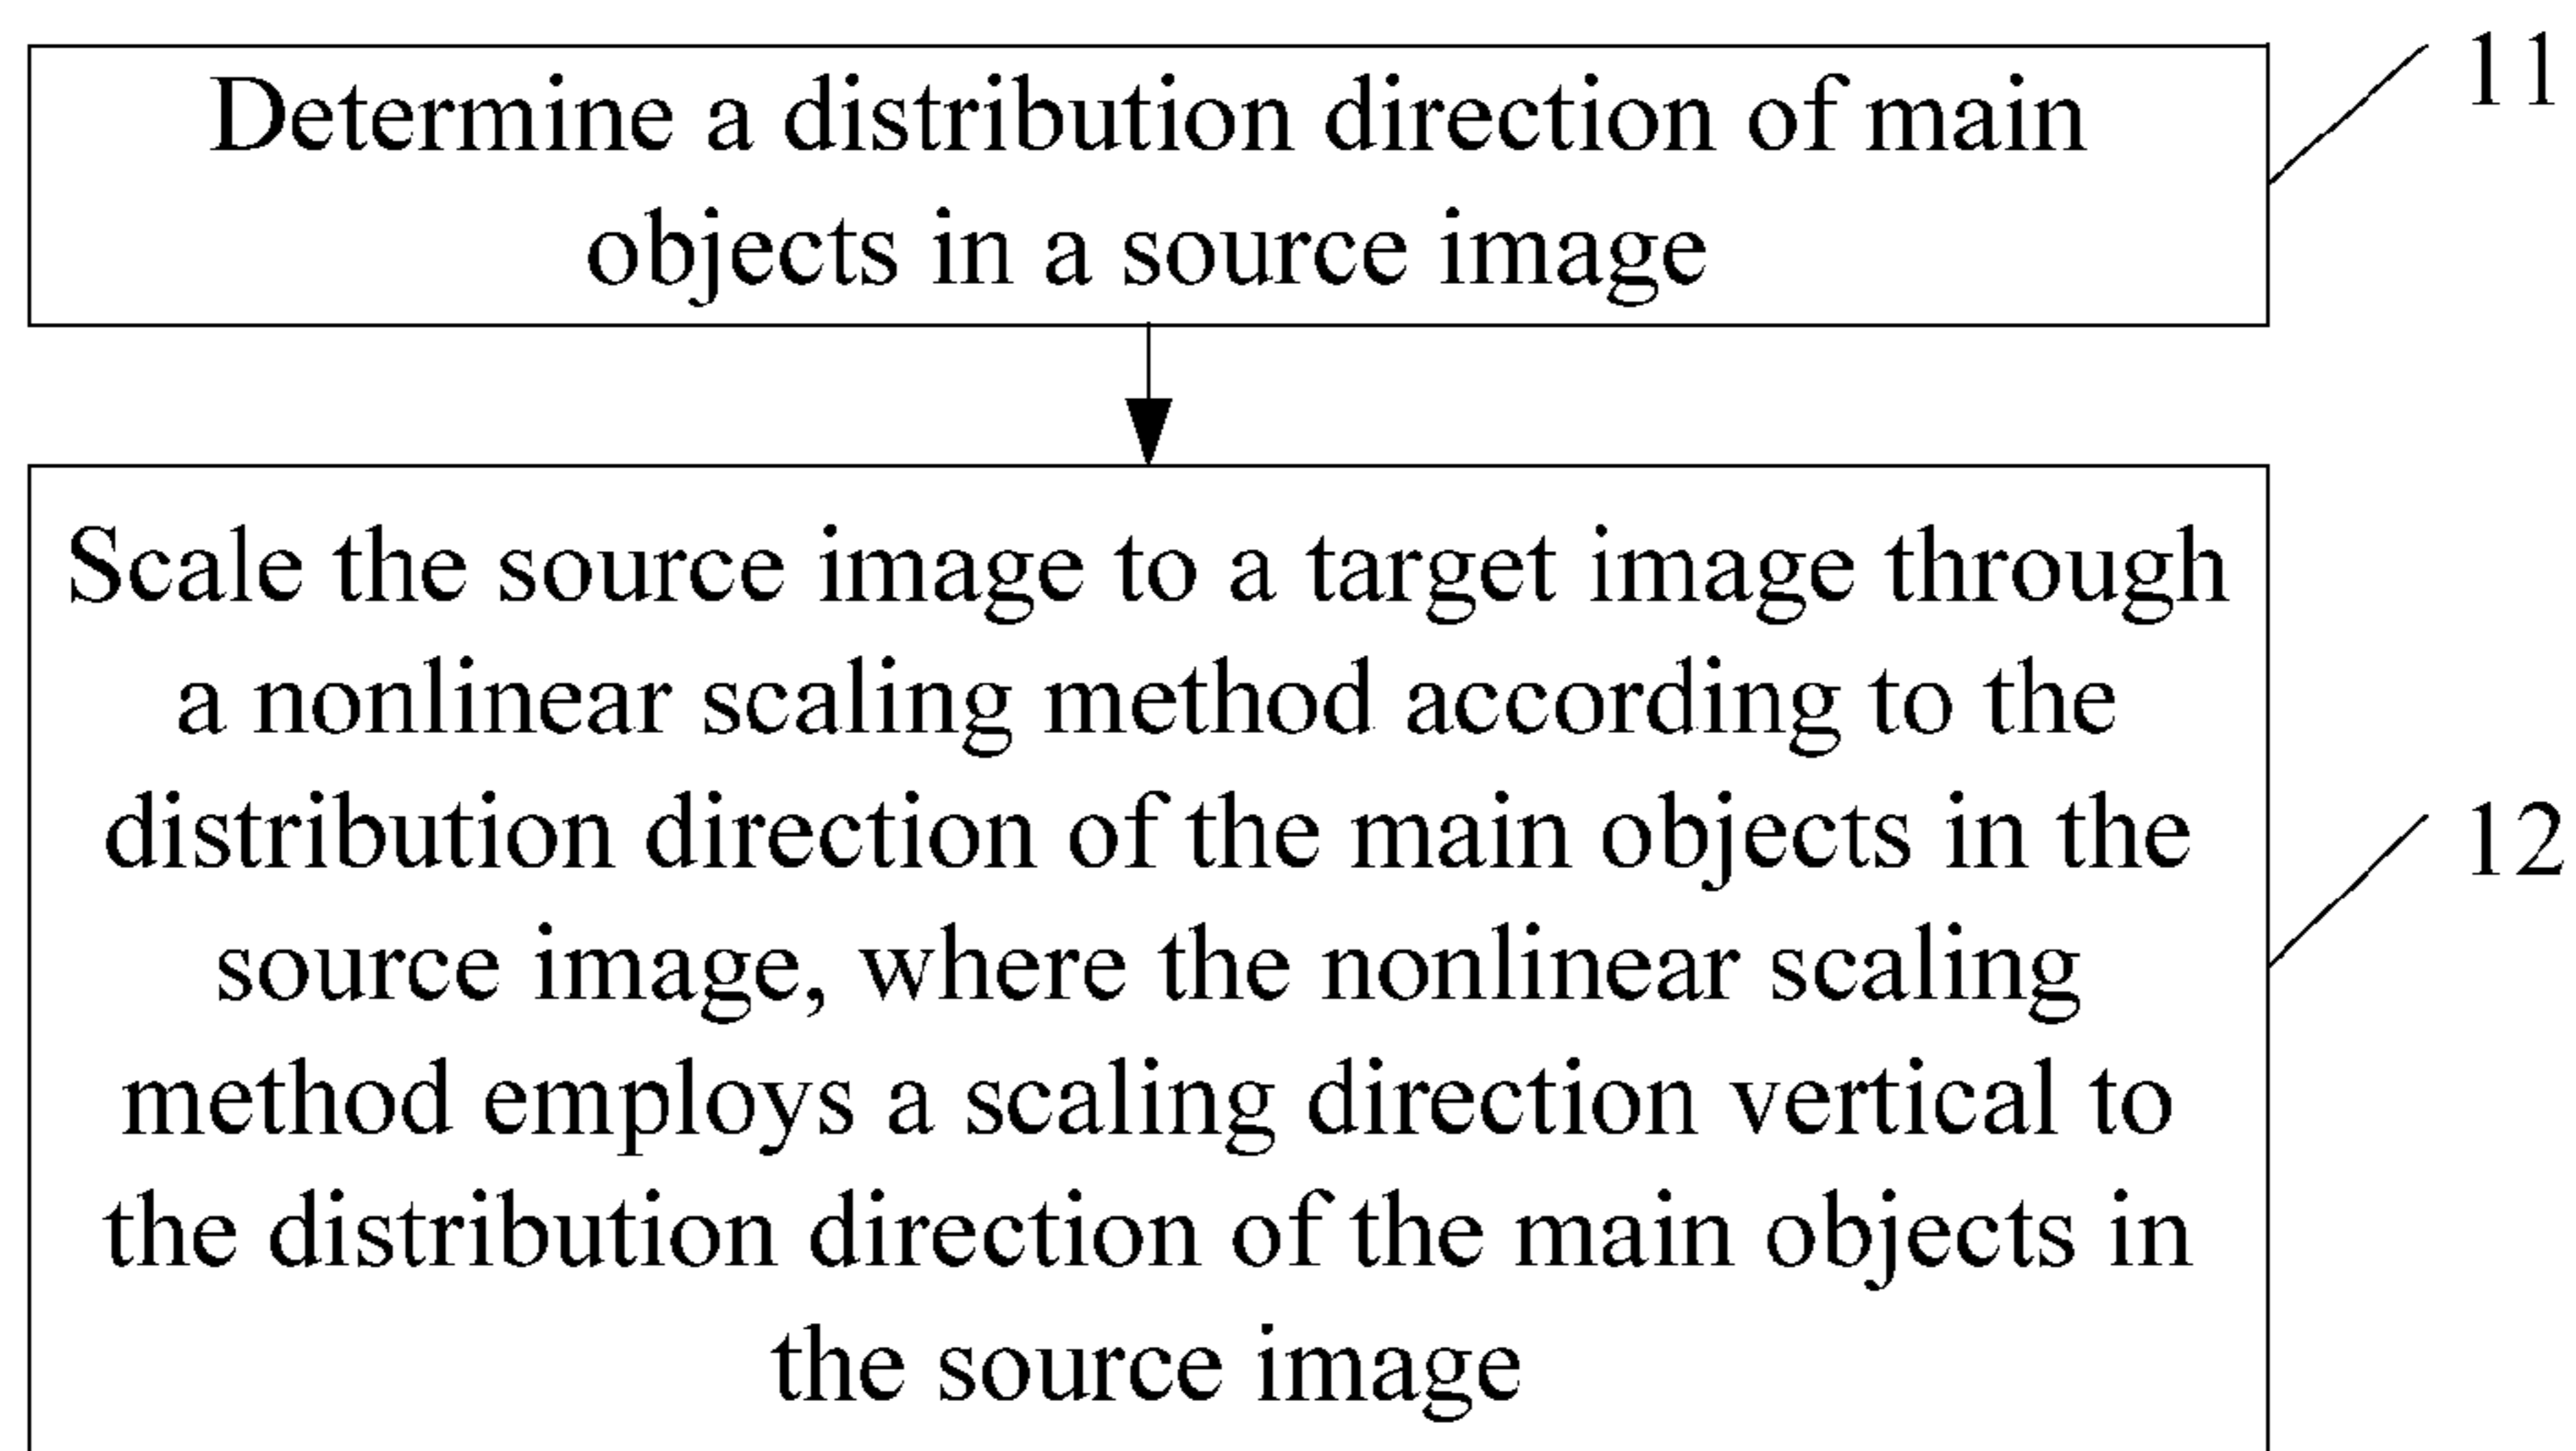 Determine a distribution direction of main
objects in a source image
11
Scale the source image to a target image through
a nonlinear scaling method according to the
distribution direction of the main objects in the
source image, where the nonlinear scaling
method employs a scaling direction vertical to
the distribution direction of the main objects in
the source image
12